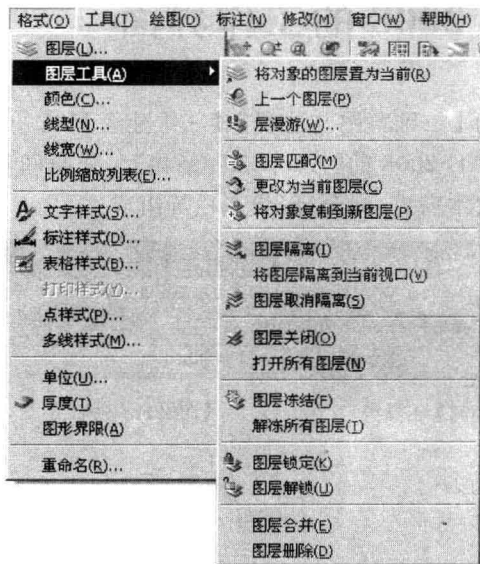 格式(O) 工具(T) 绘图(D) 标注(N) 修改(M) 窗口(W) 帮助(H)
图层(L)...
图层工具(A)
颜色(C)...
线型(N)...
线宽(W)...
比例缩放列表(E)...
文字样式(S)...
标注样式(D)...
表格样式(B)...
打印样式(Y)...
点样式(P)...
多线样式(M)...
单位(U)...
厚度(T)
图形界限(A)
重命名(R)...
将对象的图层置为当前(R)
上一个图层(P)
层漫游(W)...
图层匹配(M)
更改为当前图层(C)
将对象复制到新图层(P)
图层隔离(I)
将图层隔离到当前视口(V)
图层取消隔离(S)
图层关闭(O)
打开所有图层(N)
图层冻结(F)
解冻所有图层(T)
图层锁定(K)
图层解锁(U)
图层合并(E)
图层删除(D)